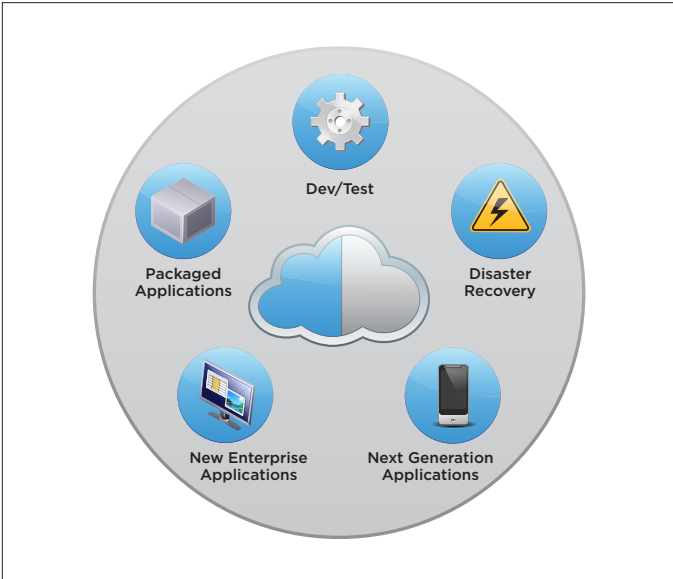 Dev/Test
Packaged
Applications
Disaster
Recovery
New Enterprise
Applications
Next Generation
Applications